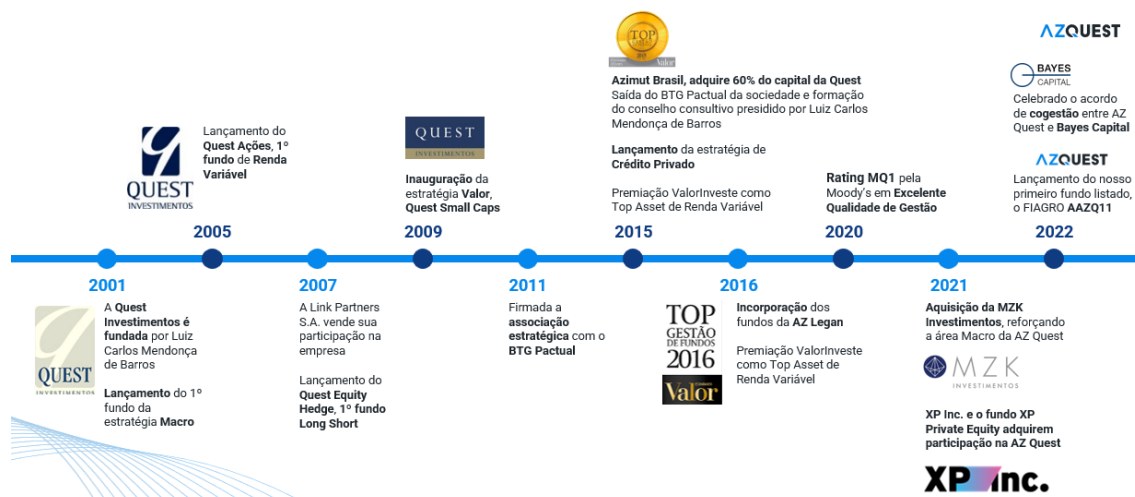 QUEST
INVESTIMENTOS
Lançamento do
Quest Ações, 1º
fundo de Renda
Variável
2005
QUEST
INVESTIMENTOS
Inauguração da
estratégia Valor,
Quest Small Caps
2009
TOP
Valor
Azimut Brasil, adquire 60% do capital da Quest
Saída do BTG Pactual da sociedade e formação
do conselho consultivo presidido por Luiz Carlos
Mendonça de Barros
Lançamento da estratégia de
Crédito Privado
Premiação ValorInveste como
Top Asset de Renda Variável
2015
Rating MQ1 pela
Moody's em Excelente
Qualidade de Gestão
2020
AZQUEST
BAYES
CAPITAL
Celebrado o acordo
de cogestão entre AZ
Quest e Bayes Capital
AZQUEST
Lançamento do nosso
primeiro fundo listado,
o FIAGRO AAZQ11
2022
2001
QUEST
INVESTIMENTOS
A Quest
Investimentos é
fundada por Luiz
Carlos Mendonça
de Barros
Lançamento do 1º
fundo da
estratégia Macro
2007
A Link Partners
S.A. vende sua
participação na
empresa
Lançamento do
Quest Equity
Hedge, 1º fundo
Long Short
2011
Firmada a
associação
estratégica com o
BTG Pactual
2016
TOP
GESTÃO
DE FUNDOS
2016
Valor
Incorporação dos
fundos da AZ Legan
Premiação ValorInveste
como Top Asset de
Renda Variável
2021
Aquisição da MZK
Investimentos, reforçando
a área Macro da AZ Quest
MZK
INVESTIMENTOS
XP Inc. e o fundo XP
Private Equity adquirem
participação na AZ Quest
XP Inc.